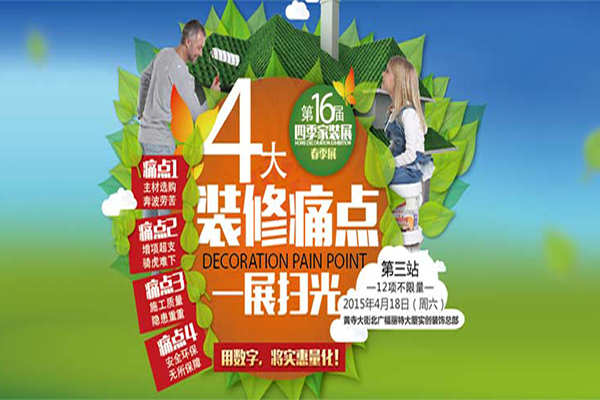 第16届
四季家装展
HOME DECORATION EXHIBITION
春季展
4大
装修痛点
DECORATION PAIN POINT
一展扫光
用数字，将实惠量化！
痛点1
主材选购
奔波劳苦
痛点2
增项超支
骑虎难下
痛点3
施工质量
隐患重重
痛点4
安全环保
无所保障
第三站
—12项不限量—
2015年4月18日（周六）
黄寺大街北广福丽特大厦实创装饰总部